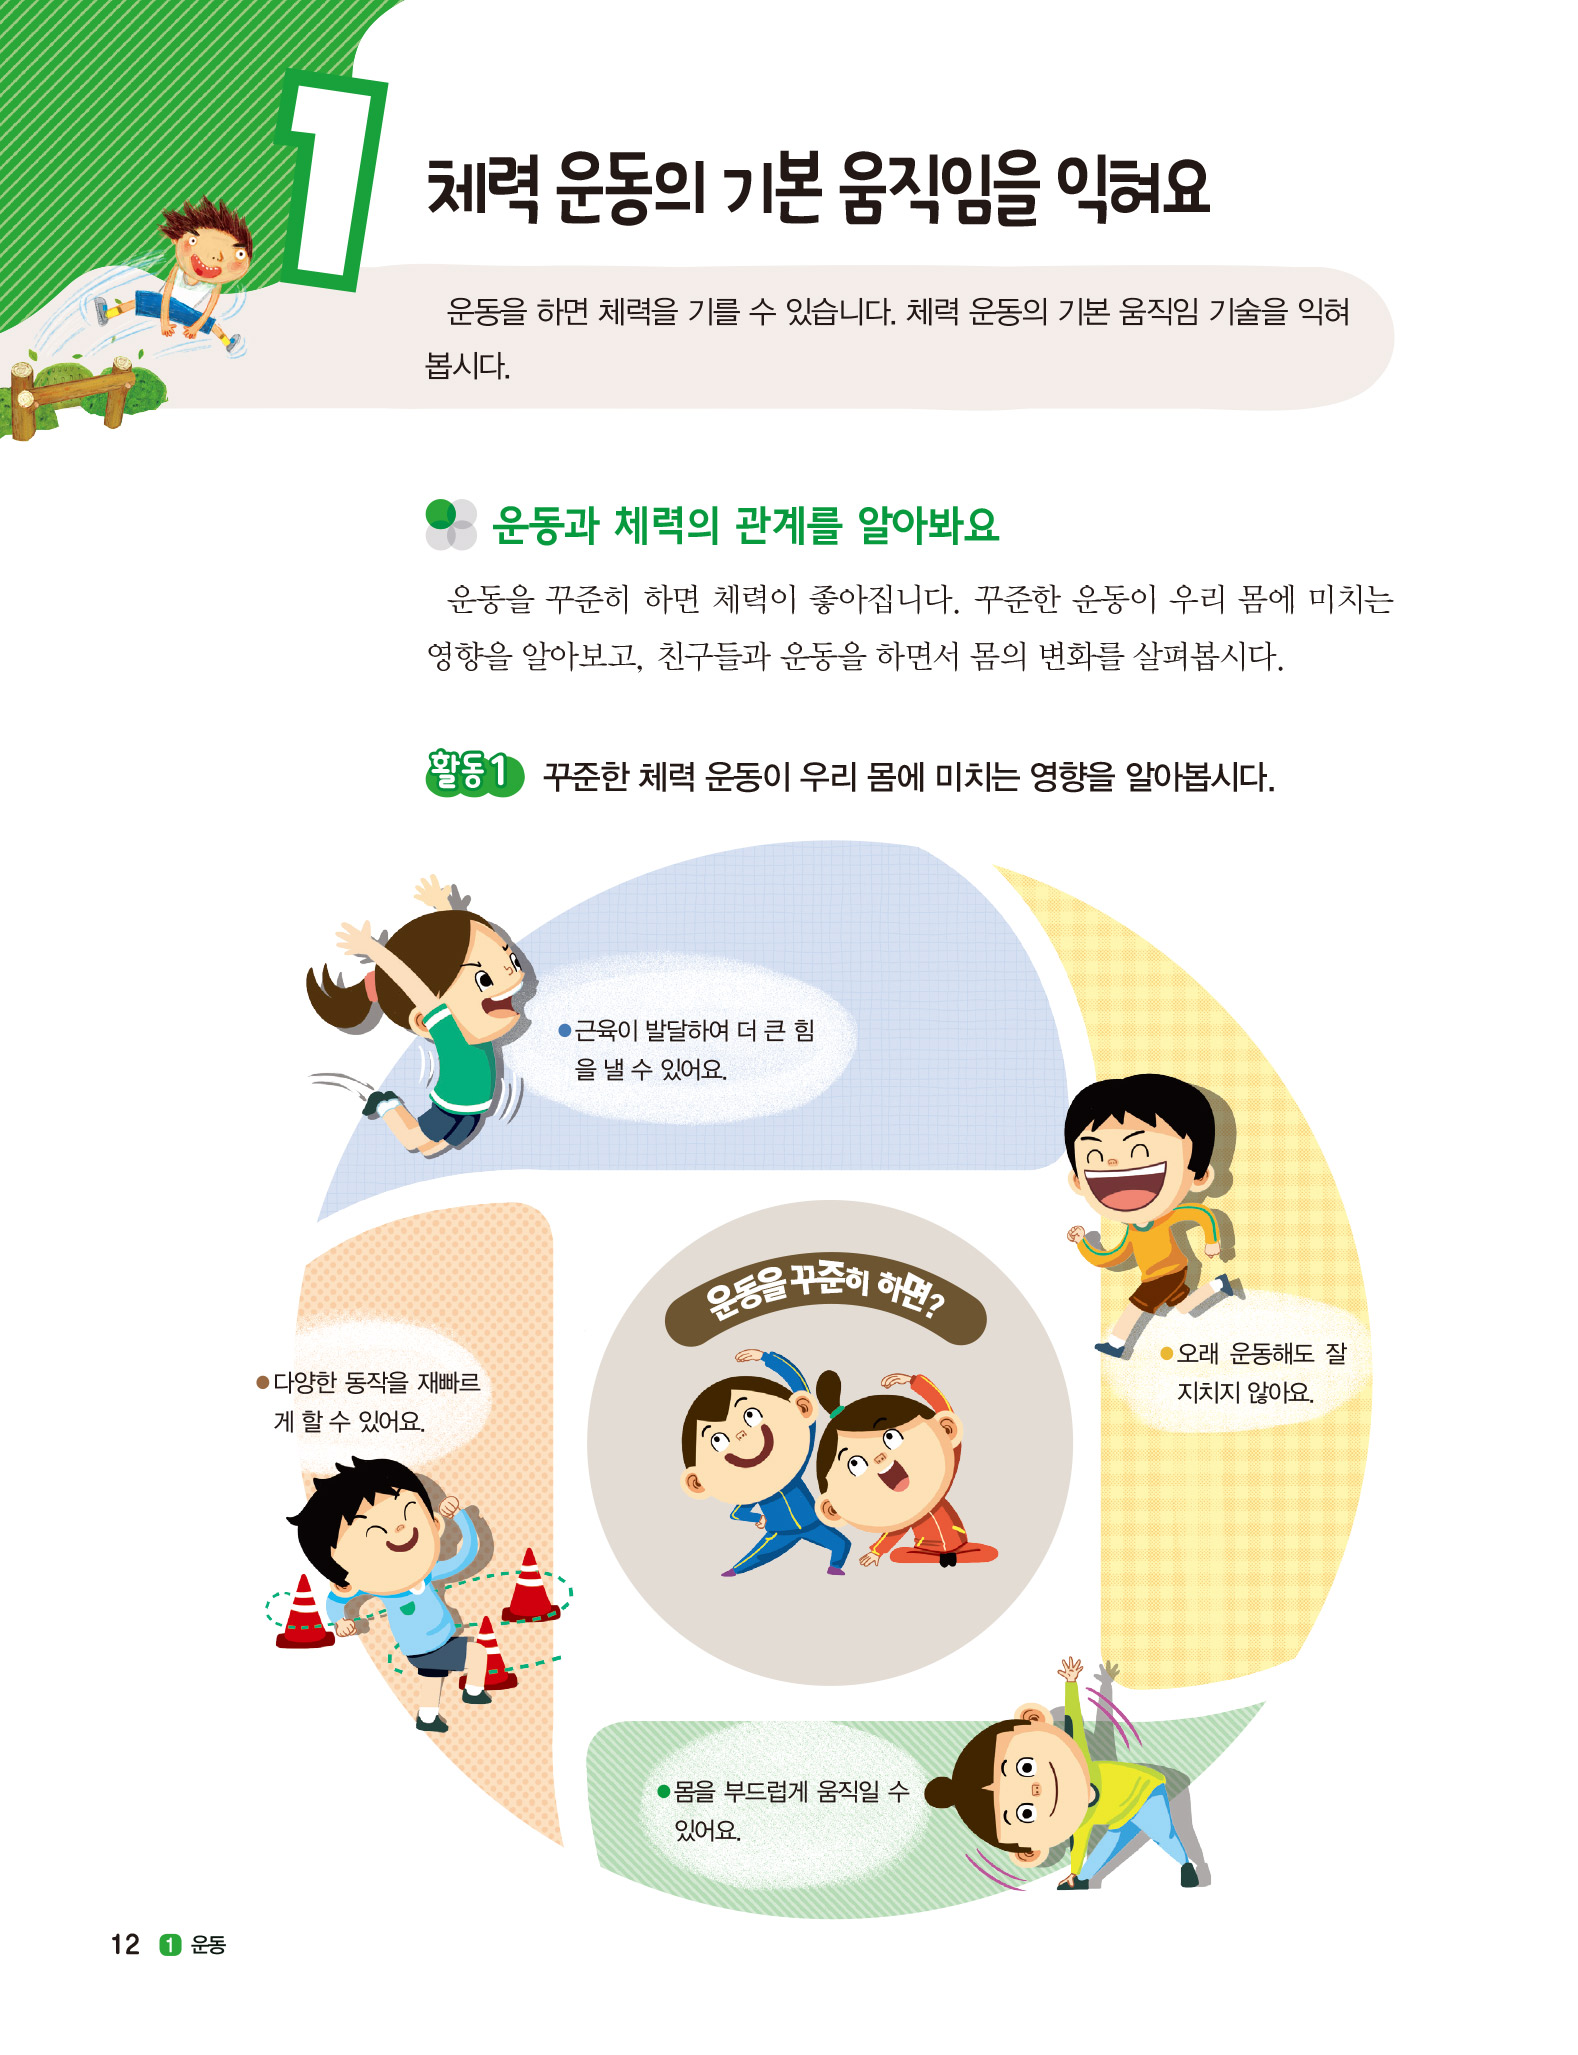 1
체력 운동의 기본 움직임을 익혀요
운동을 하면 체력을 기를 수 있습니다. 체력 운동의 기본 움직임 기술을 익혀
봅시다.
운동과 체력의 관계를 알아봐요
운동을 꾸준히 하면 체력이 좋아집니다. 꾸준한 운동이 우리 몸에 미치는
영향을 알아보고, 친구들과 운동을 하면서 몸의 변화를 살펴봅시다.
활동1 꾸준한 체력 운동이 우리 몸에 미치는 영향을 알아봅시다.
●근육이 발달하여 더 큰 힘
을 낼 수 있어요.
운동을 꾸준히 하면?
●오래 운동해도 잘
지치지 않아요.
●다양한 동작을 재빠르
게 할 수 있어요.
●몸을 부드럽게 움직일 수
있어요.
12 1 운동